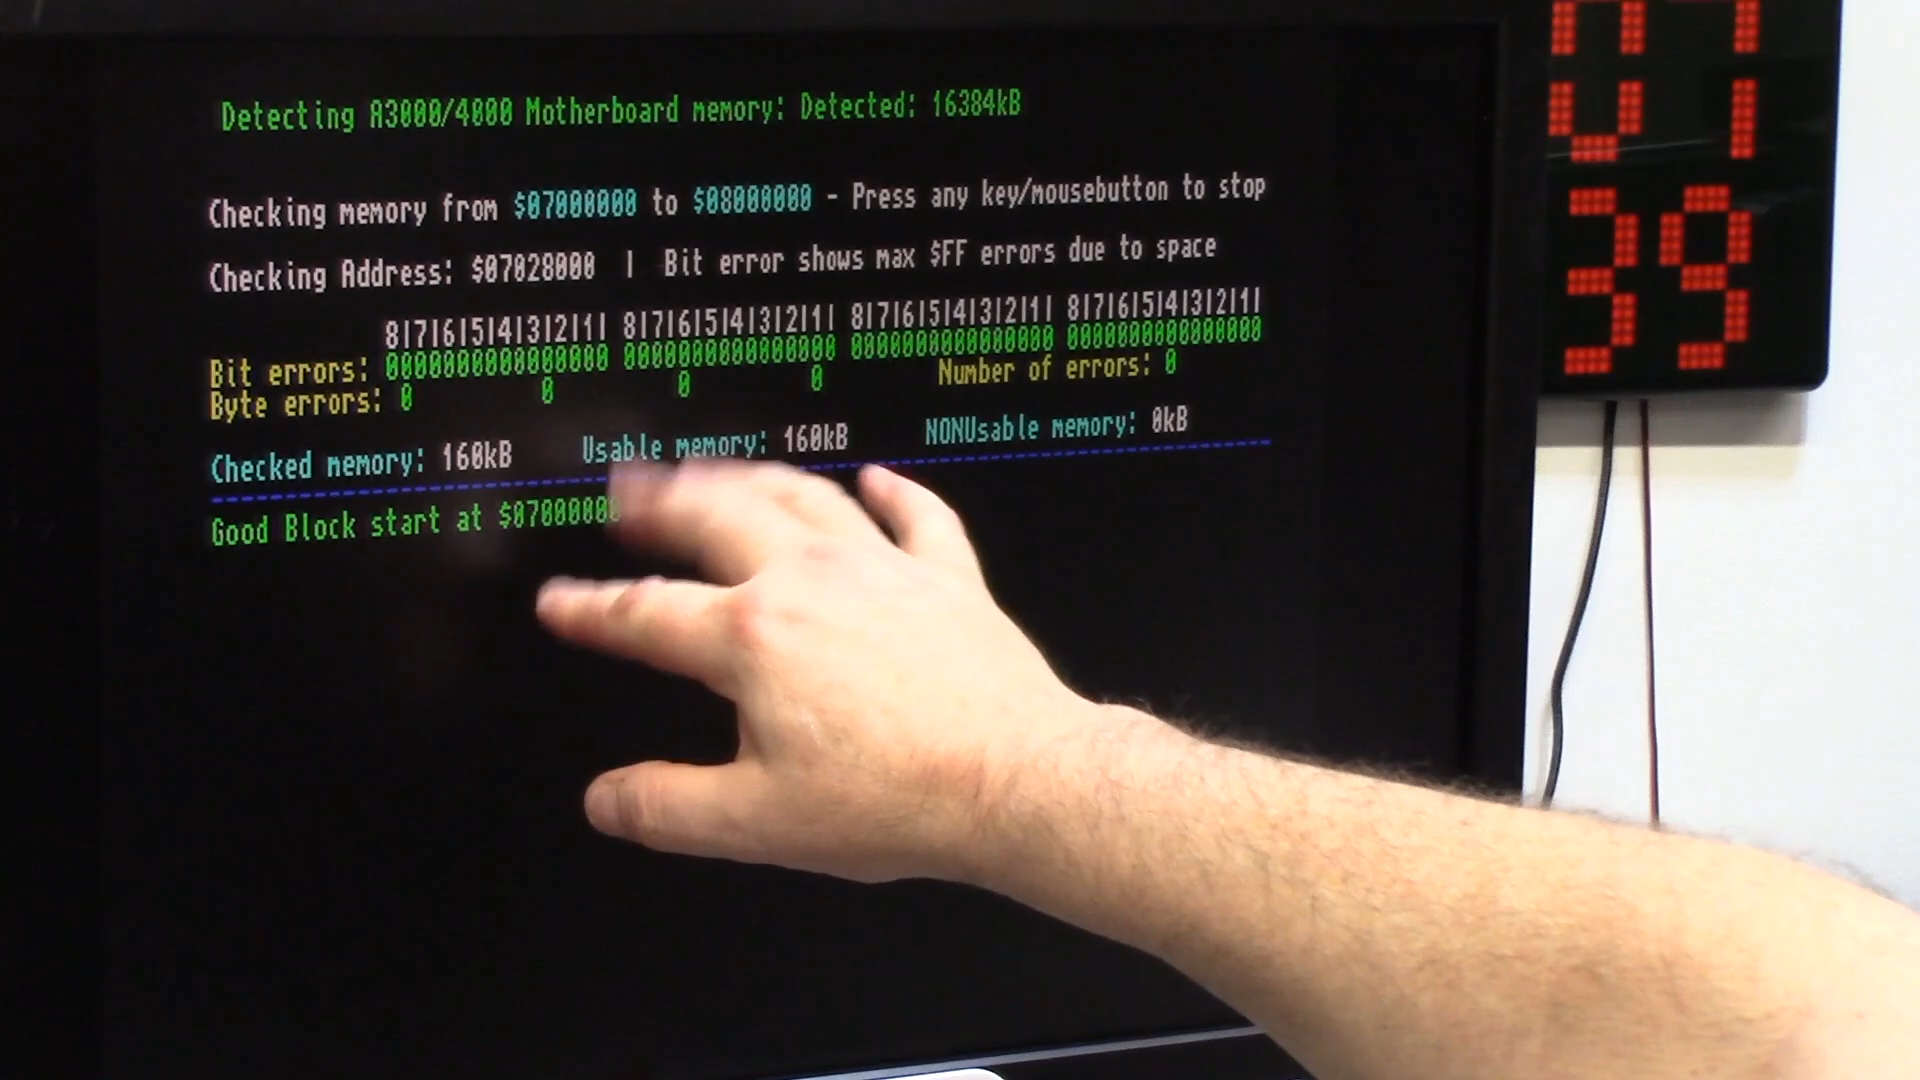 Detecting A3000/4000 Motherboard memory: Detected: 16384kB
Checking memory from $07000000 to $08000000 - Press any key/mousebutton to stop
Checking Address: $07028000 | Bit error shows max $FF errors due to space
8|7|6|5|4|3|2|1| 8|7|6|5|4|3|2|1| 8|7|6|5|4|3|2|1| 8|7|6|5|4|3|2|1|
Bit errors: 0000000000000000 0000000000000000 0000000000000000 0000000000000000
Byte errors: 0 0 0 0 Number of errors: 0
Checked memory: 160kB Usable memory: 160kB NONUsable memory: 0kB
Good Block start at $07000000
07
39